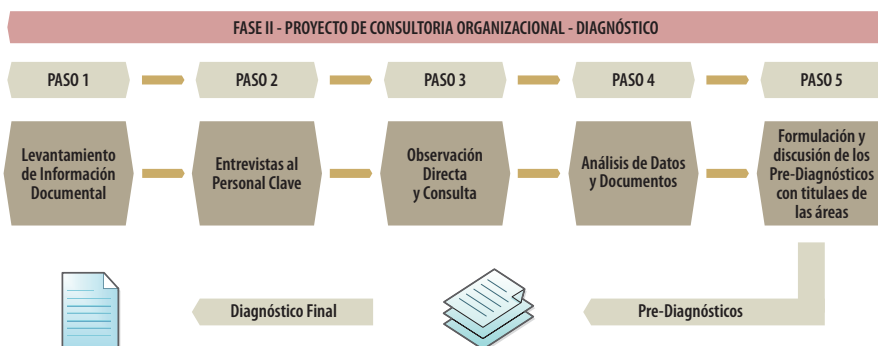 FASE II - PROYECTO DE CONSULTORIA ORGANIZACIONAL - DIAGNÓSTICO
PASO 1
PASO 2
PASO 3
PASO 4
PASO 5
Levantamiento
de Información
Documental
Entrevistas al
Personal Clave
Observación
Directa
y Consulta
Análisis de Datos
y Documentos
Formulación y
discusión de los
Pre-Diagnósticos
con titulaes de
las áreas
Diagnóstico Final
Pre-Diagnósticos